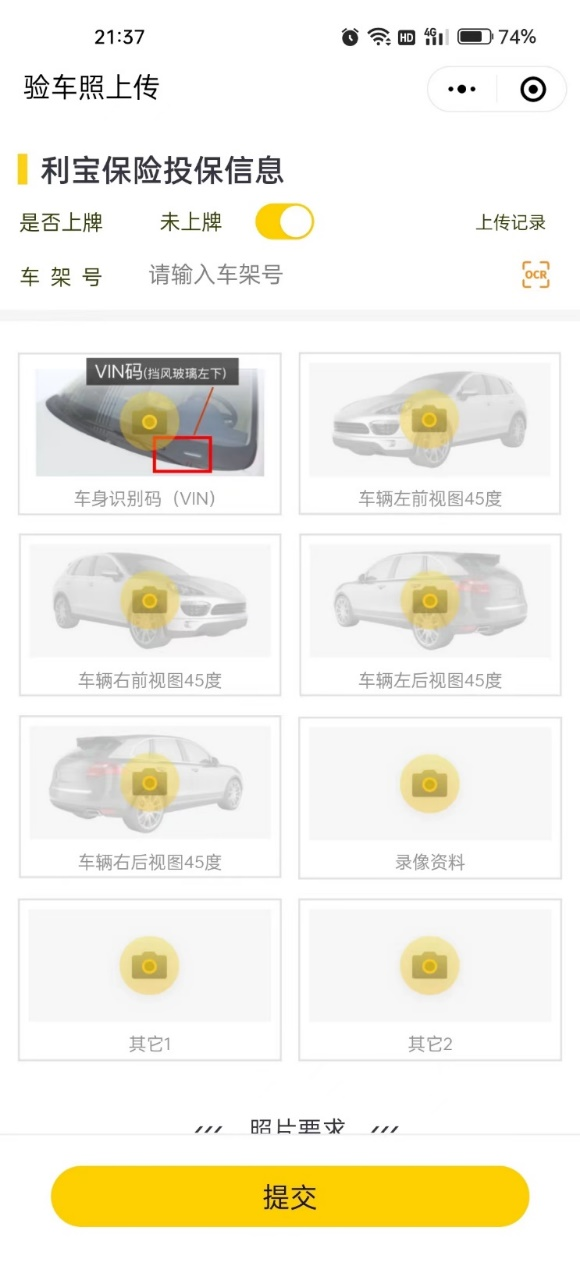 21:37 HD 4G 74%
验车照上传
利宝保险投保信息
是否上牌 未上牌 上传记录
车架号 请输入车架号 OCR
VIN码(挡风玻璃左下)
车身识别码（VIN） 车辆左前视图45度
车辆右前视图45度 车辆左后视图45度
车辆右后视图45度 录像资料
其它1 其它2
照片要求
提交